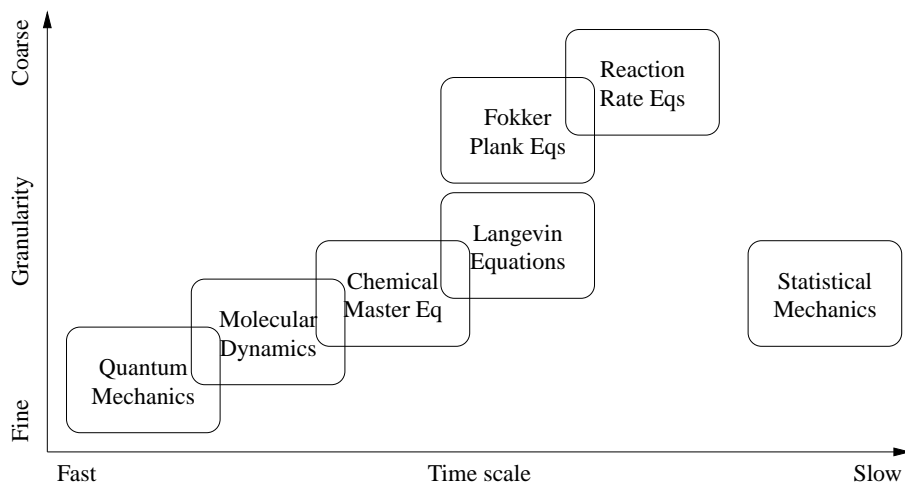 Coarse
Granularity
Fine
Reaction
Rate Eqs
Fokker
Plank Eqs
Langevin
Equations
Chemical
Master Eq
Statistical
Mechanics
Molecular
Dynamics
Quantum
Mechanics
Fast
Time scale
Slow